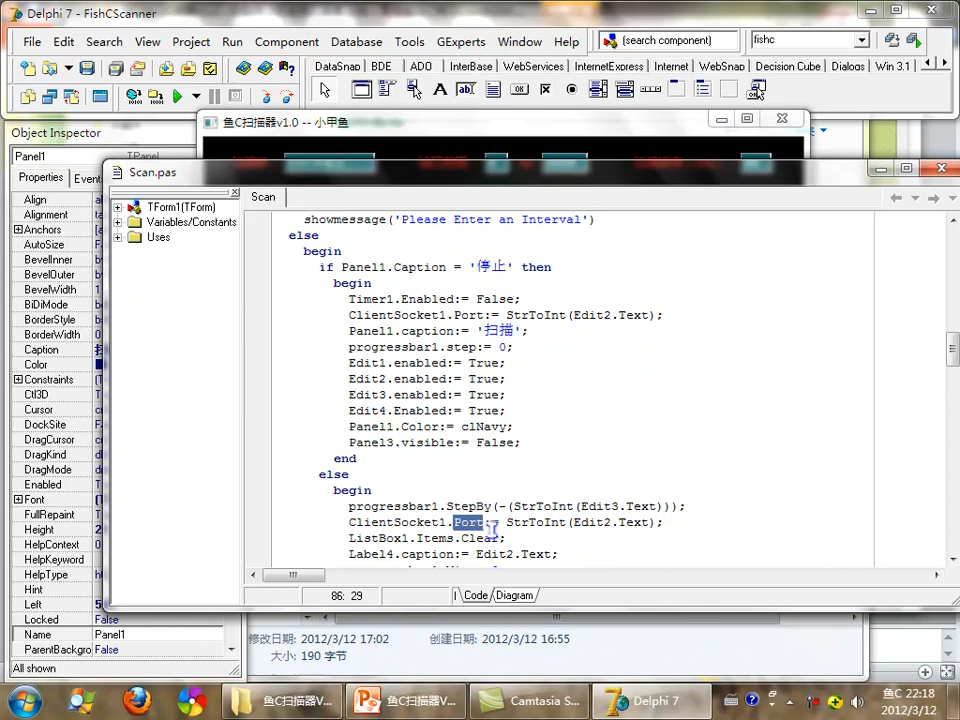 Delphi 7 - FishCScanner
File Edit Search View Project Run Component Database Tools GExperts Window Help
(search component)
fishc
DataSnap BDE ADO InterBase WebServices InternetExpress Internet WebSnap Decision Cube Dialogs Win 3.1
Object Inspector
Panel1 TPanel
Properties Events
Align
Alignment
Anchors
AutoSize
BevelInner
BevelOuter
BevelWidth
BiDiMode
BorderStyle
BorderWidth
Caption
Color
Constraints
Ctl3D
Cursor
DockSite
DragCursor
DragKind
DragMode
Enabled
Font
FullRepaint
Height
HelpContext
HelpKeyword
HelpType
Hint
Left
Locked False
Name Panel1
ParentBackgro False
All shown
鱼C扫描器v1.0 -- 小甲鱼
Scan.pas
TForm1(TForm)
Variables/Constants
Uses
Scan
showmessage('Please Enter an Interval')
else
begin
if Panel1.Caption = '停止' then
begin
Timer1.Enabled:= False;
ClientSocket1.Port:= StrToInt(Edit2.Text);
Panel1.caption:= '扫描';
progressbar1.step:= 0;
Edit1.enabled:= True;
Edit2.enabled:= True;
Edit3.enabled:= True;
Edit4.Enabled:= True;
Panel1.Color:= clNavy;
Panel3.visible:= False;
end
else
begin
progressbar1.StepBy(-(StrToInt(Edit3.Text)));
ClientSocket1.Port:= StrToInt(Edit2.Text);
ListBox1.Items.Clear;
Label4.caption:= Edit2.Text;
86: 29
Code Diagram
修改日期: 2012/3/12 17:02 创建日期: 2012/3/12 16:55
大小: 190 字节
鱼C扫描器V... 鱼C扫描器V... Camtasia S... Delphi 7
鱼C 22:18
2012/3/12